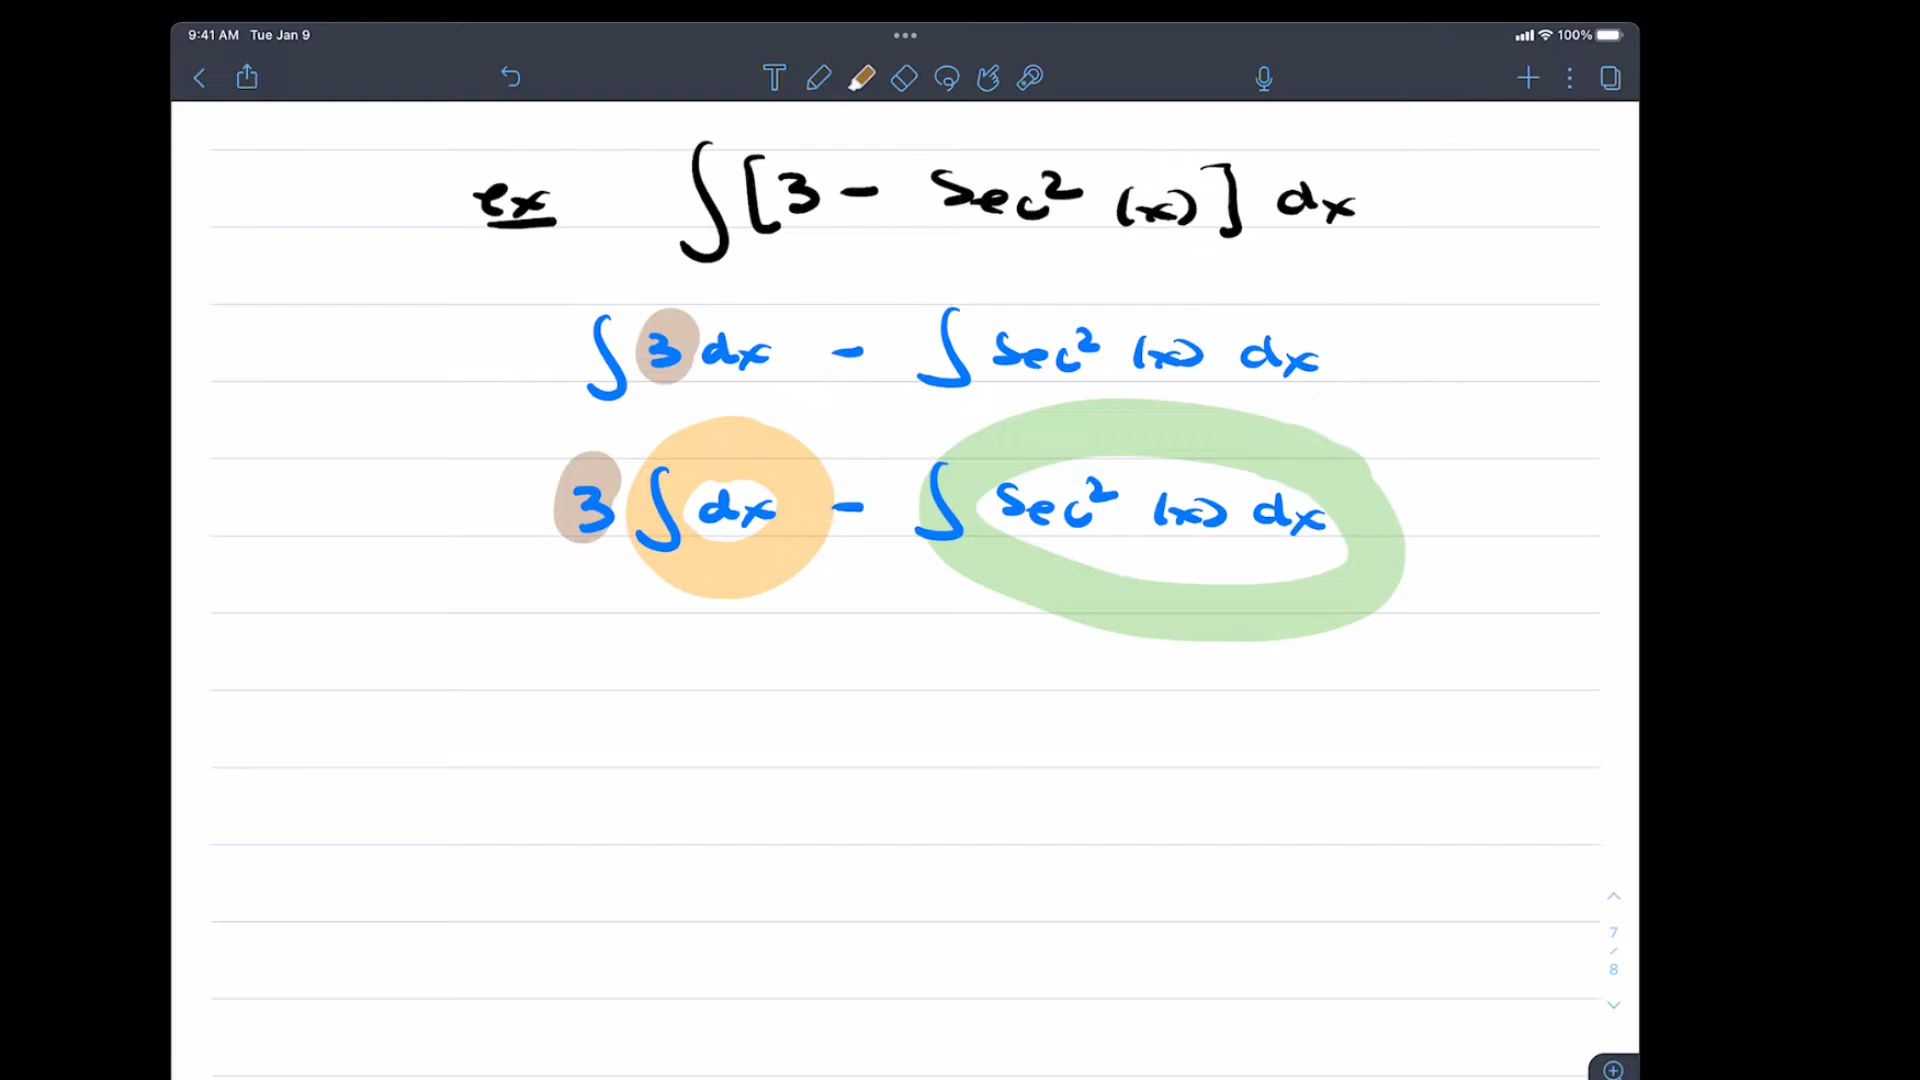 9:41 AM Tue Jan 9 100%
ex ∫[3 - Sec² (x)] dx
∫ 3 dx - ∫ Sec² (x) dx
3 ∫ dx - ∫ Sec² (x) dx
7
/
8